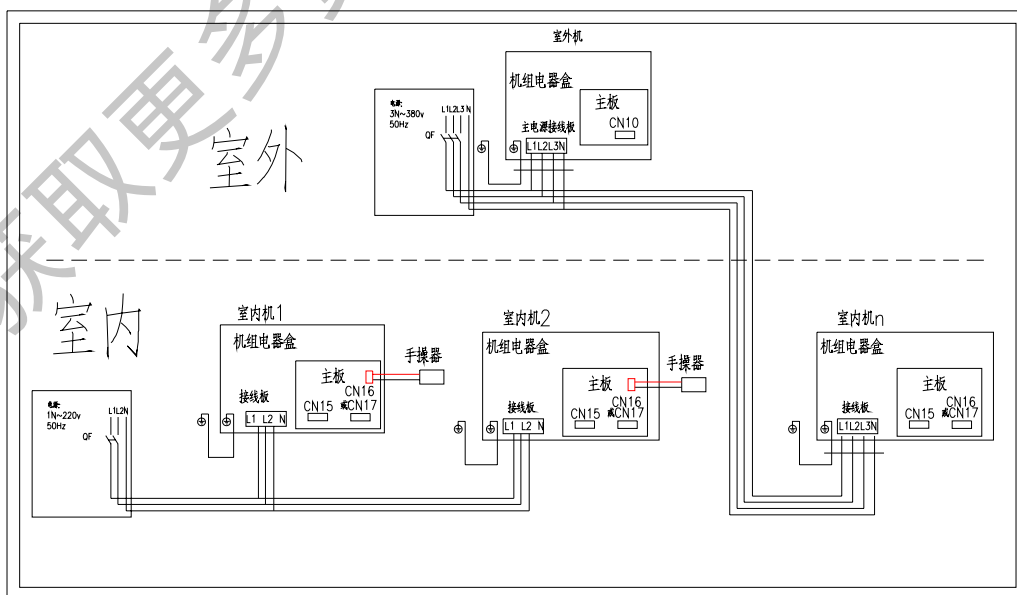 获取更多
室外机
机组电器盒
主板
CN10
主电源接线板
L1L2L3N
电源:
3N~380v
50Hz
L1L2L3 N
QF
室外
室内
室内机1
机组电器盒
主板
手操器
CN16
CN15 或CN17
接线板
L1 L2 N
电源:
1N~220v
50Hz
L1L2N
QF
室内机2
机组电器盒
主板
手操器
CN16
CN15 或CN17
接线板
L1 L2 N
室内机n
机组电器盒
主板
CN16
CN15 或CN17
接线板
L1L2L3N